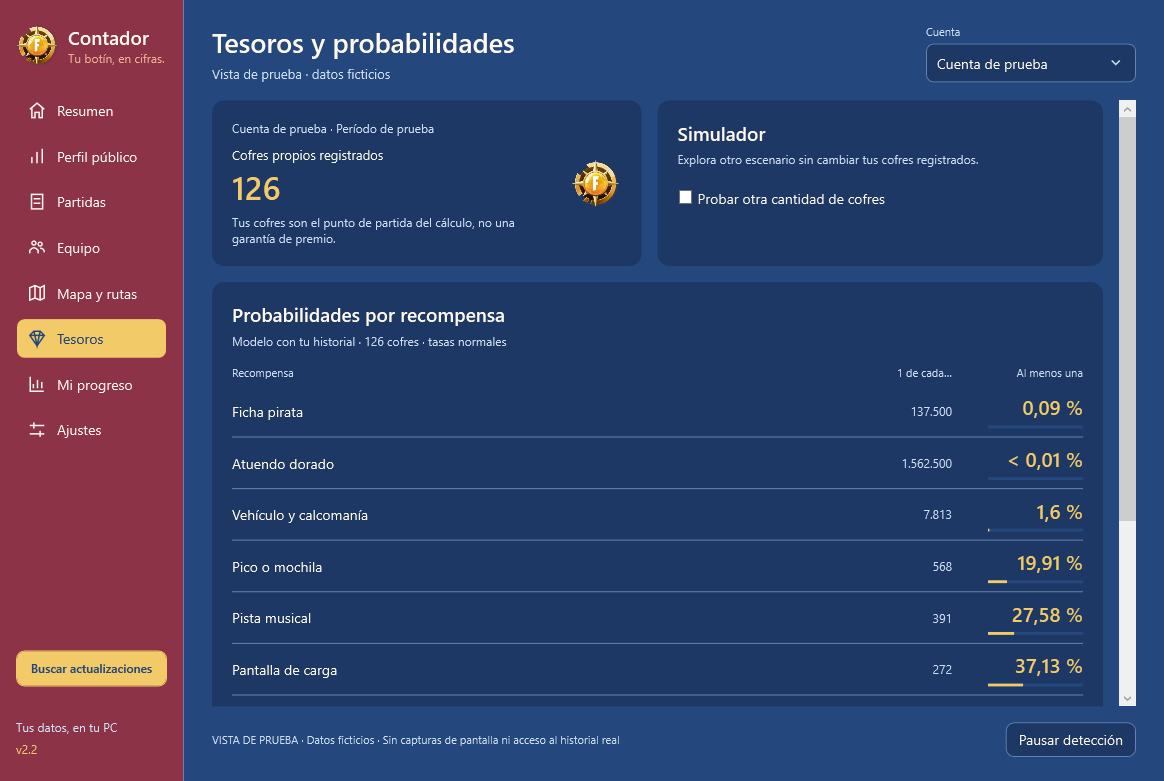 Contador
Tu botín, en cifras.
Resumen
Perfil público
Partidas
Equipo
Mapa y rutas
Tesoros
Mi progreso
Ajustes
Buscar actualizaciones
Tus datos, en tu PC
v2.2
Tesoros y probabilidades
Vista de prueba · datos ficticios
Cuenta
Cuenta de prueba
Cuenta de prueba · Período de prueba
Cofres propios registrados
126
Tus cofres son el punto de partida del cálculo, no una
garantía de premio.
F
Simulador
Explora otro escenario sin cambiar tus cofres registrados.
Probar otra cantidad de cofres
Probabilidades por recompensa
Modelo con tu historial · 126 cofres · tasas normales
Recompensa 1 de cada... Al menos una
Ficha pirata 137.500 0,09 %
Atuendo dorado 1.562.500 < 0,01 %
Vehículo y calcomanía 7.813 1,6 %
Pico o mochila 568 19,91 %
Pista musical 391 27,58 %
Pantalla de carga 272 37,13 %
VISTA DE PRUEBA · Datos ficticios · Sin capturas de pantalla ni acceso al historial real
Pausar detección